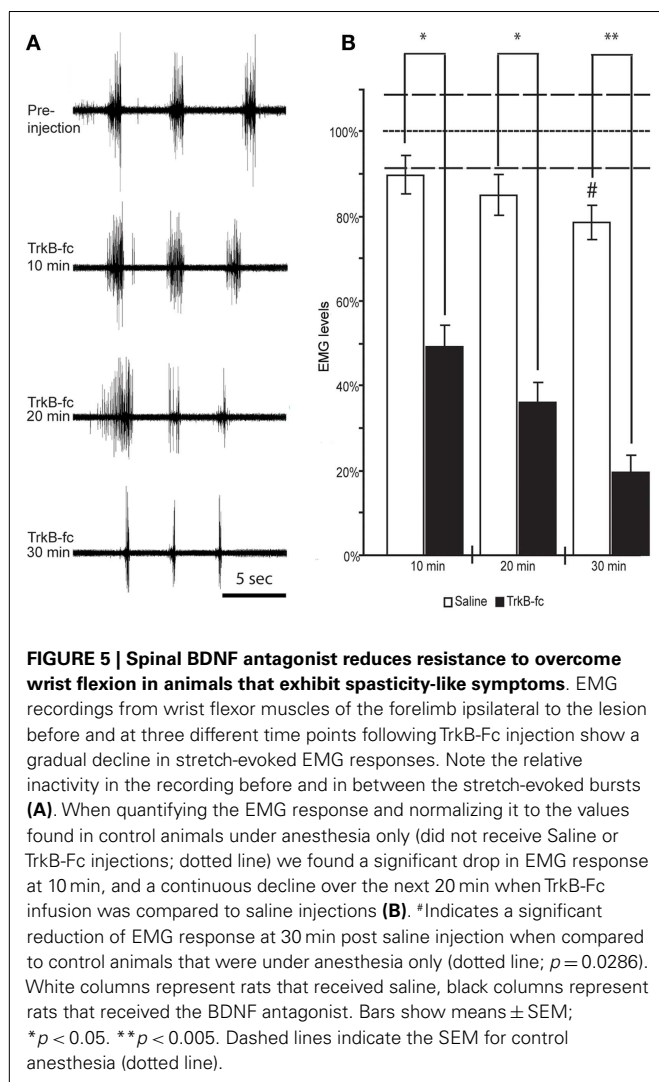 A
Pre-
injection
TrkB-fc
10 min
TrkB-fc
20 min
TrkB-fc
30 min
5 sec
B
* * **
100%
80%
60%
40%
20%
0%
EMG levels
#
10 min 20 min 30 min
Saline TrkB-fc
FIGURE 5 | Spinal BDNF antagonist reduces resistance to overcome
wrist flexion in animals that exhibit spasticity-like symptoms. EMG
recordings from wrist flexor muscles of the forelimb ipsilateral to the lesion
before and at three different time points following TrkB-Fc injection show a
gradual decline in stretch-evoked EMG responses. Note the relative
inactivity in the recording before and in between the stretch-evoked bursts
(A). When quantifying the EMG response and normalizing it to the values
found in control animals under anesthesia only (did not receive Saline or
TrkB-Fc injections; dotted line) we found a significant drop in EMG response
at 10 min, and a continuous decline over the next 20 min when TrkB-Fc
infusion was compared to saline injections (B). #Indicates a significant
reduction of EMG response at 30 min post saline injection when compared
to control animals that were under anesthesia only (dotted line; p = 0.0286).
White columns represent rats that received saline, black columns represent
rats that received the BDNF antagonist. Bars show means ± SEM;
*p < 0.05. **p < 0.005. Dashed lines indicate the SEM for control
anesthesia (dotted line).